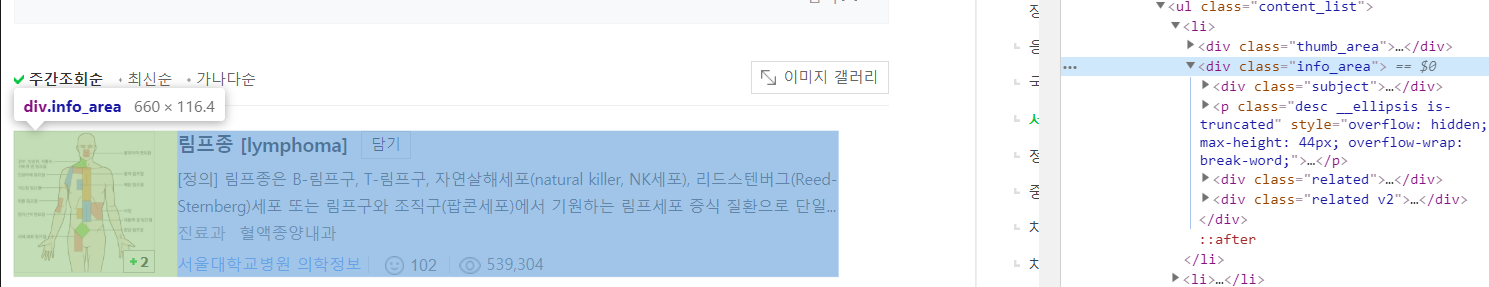 주간조회순 • 최신순 • 가나다순
이미지 갤러리
div.info_area 660 × 116.4
림프종 [lymphoma] 담기
[정의] 림프종은 B-림프구, T-림프구, 자연살해세포(natural killer, NK세포), 리드스텐버그(Reed-
Sternberg)세포 또는 림프구와 조직구(팝콘세포)에서 기원하는 림프세포 증식 질환으로 단일...
진료과 혈액종양내과
+2
서울대학교병원 의학정보 102 539,304
응
국
서
정
중
▼<ul class="content_list">
▼<li>
▶<div class="thumb_area">…</div>
… ▼<div class="info_area"> == $0
▶<div class="subject">…</div>
▶<p class="desc __ellipsis is-
truncated" style="overflow: hidden;
max-height: 44px; overflow-wrap:
break-word;">…</p>
▶<div class="related">…</div>
▶<div class="related v2">…</div>
</div>
::after
</li>
▶<li>…</li>